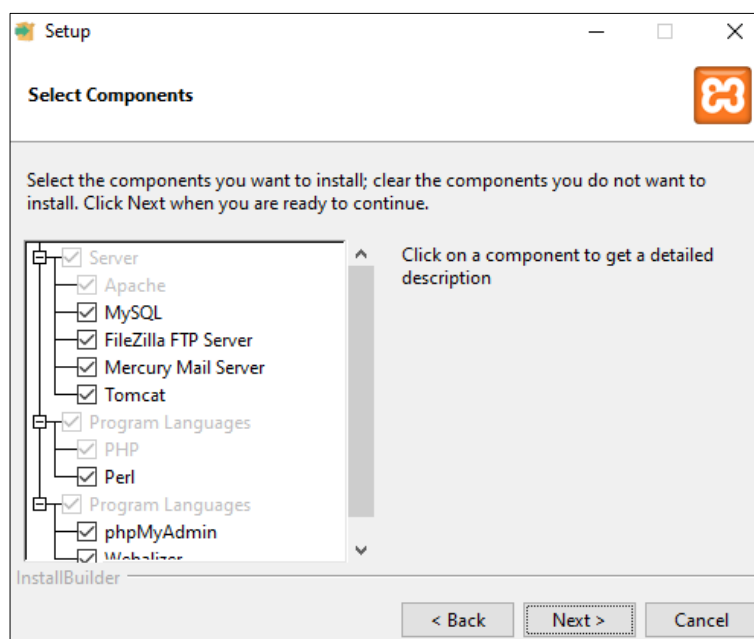 Setup
Select Components
Select the components you want to install; clear the components you do not want to
install. Click Next when you are ready to continue.
Server
Apache
MySQL
FileZilla FTP Server
Mercury Mail Server
Tomcat
Program Languages
PHP
Perl
Program Languages
phpMyAdmin
Webalizer
Click on a component to get a detailed
description
InstallBuilder
< Back
Next >
Cancel